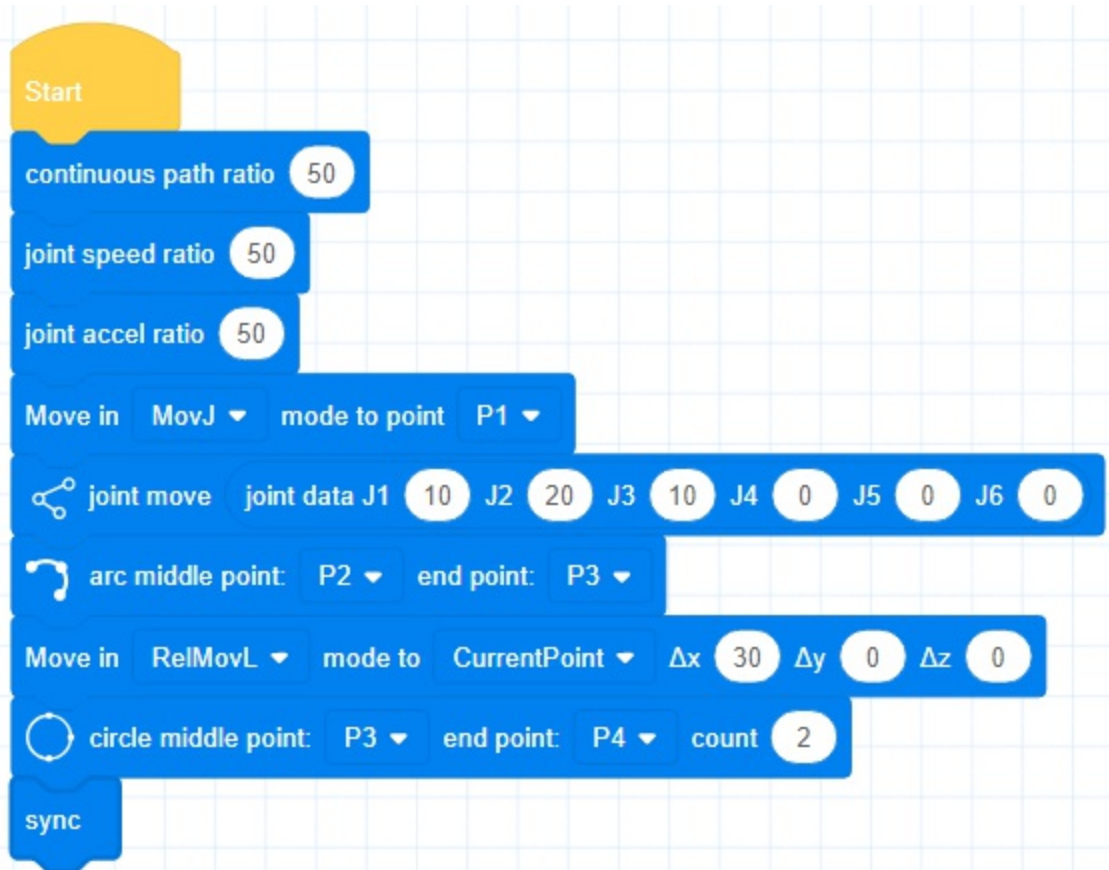 Start
continuous path ratio 50
joint speed ratio 50
joint accel ratio 50
Move in MovJ mode to point P1
joint move joint data J1 10 J2 20 J3 10 J4 0 J5 0 J6 0
arc middle point: P2 end point: P3
Move in RelMovL mode to CurrentPoint Δx 30 Δy 0 Δz 0
circle middle point: P3 end point: P4 count 2
sync